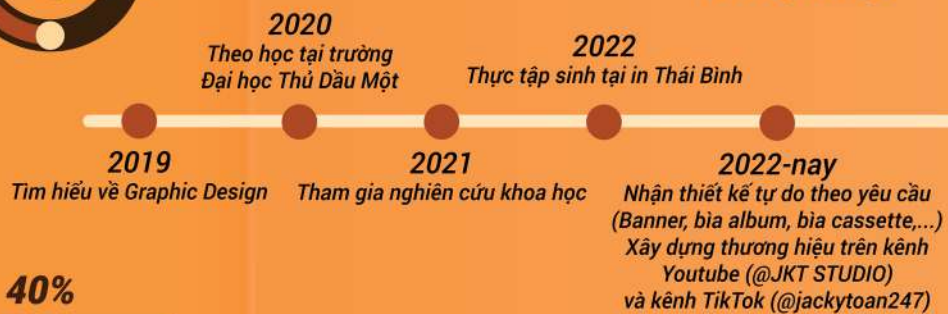 2020
Theo học tại trường
Đại học Thủ Dầu Một
2022
Thực tập sinh tại in Thái Bình
2019
Tìm hiểu về Graphic Design
2021
Tham gia nghiên cứu khoa học
2022-nay
Nhận thiết kế tự do theo yêu cầu
(Banner, bìa album, bìa cassette,...)
Xây dựng thương hiệu trên kênh
Youtube (@JKT STUDIO)
và kênh TikTok (@jackytoan247)
40%